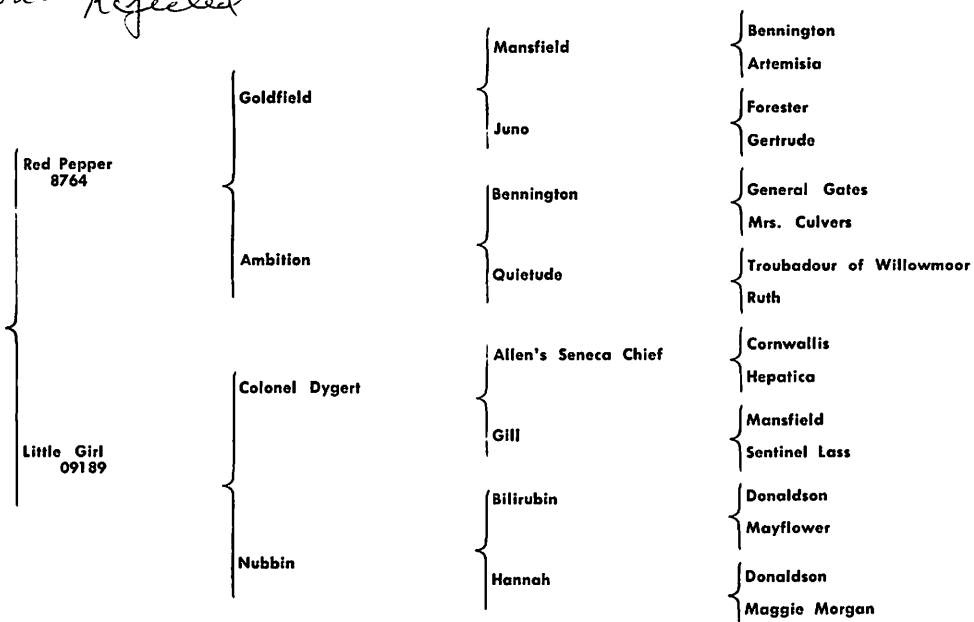 Rejected
Red Pepper
8764
Little Girl
09189
Goldfield
Ambition
Colonel Dygert
Nubbin
Mansfield
Juno
Bennington
Quietude
Allen's Seneca Chief
Gill
Bilirubin
Hannah
Bennington
Artemisia
Forester
Gertrude
General Gates
Mrs. Culvers
Troubadour of Willowmoor
Ruth
Cornwallis
Hepatica
Mansfield
Sentinel Lass
Donaldson
Mayflower
Donaldson
Maggie Morgan